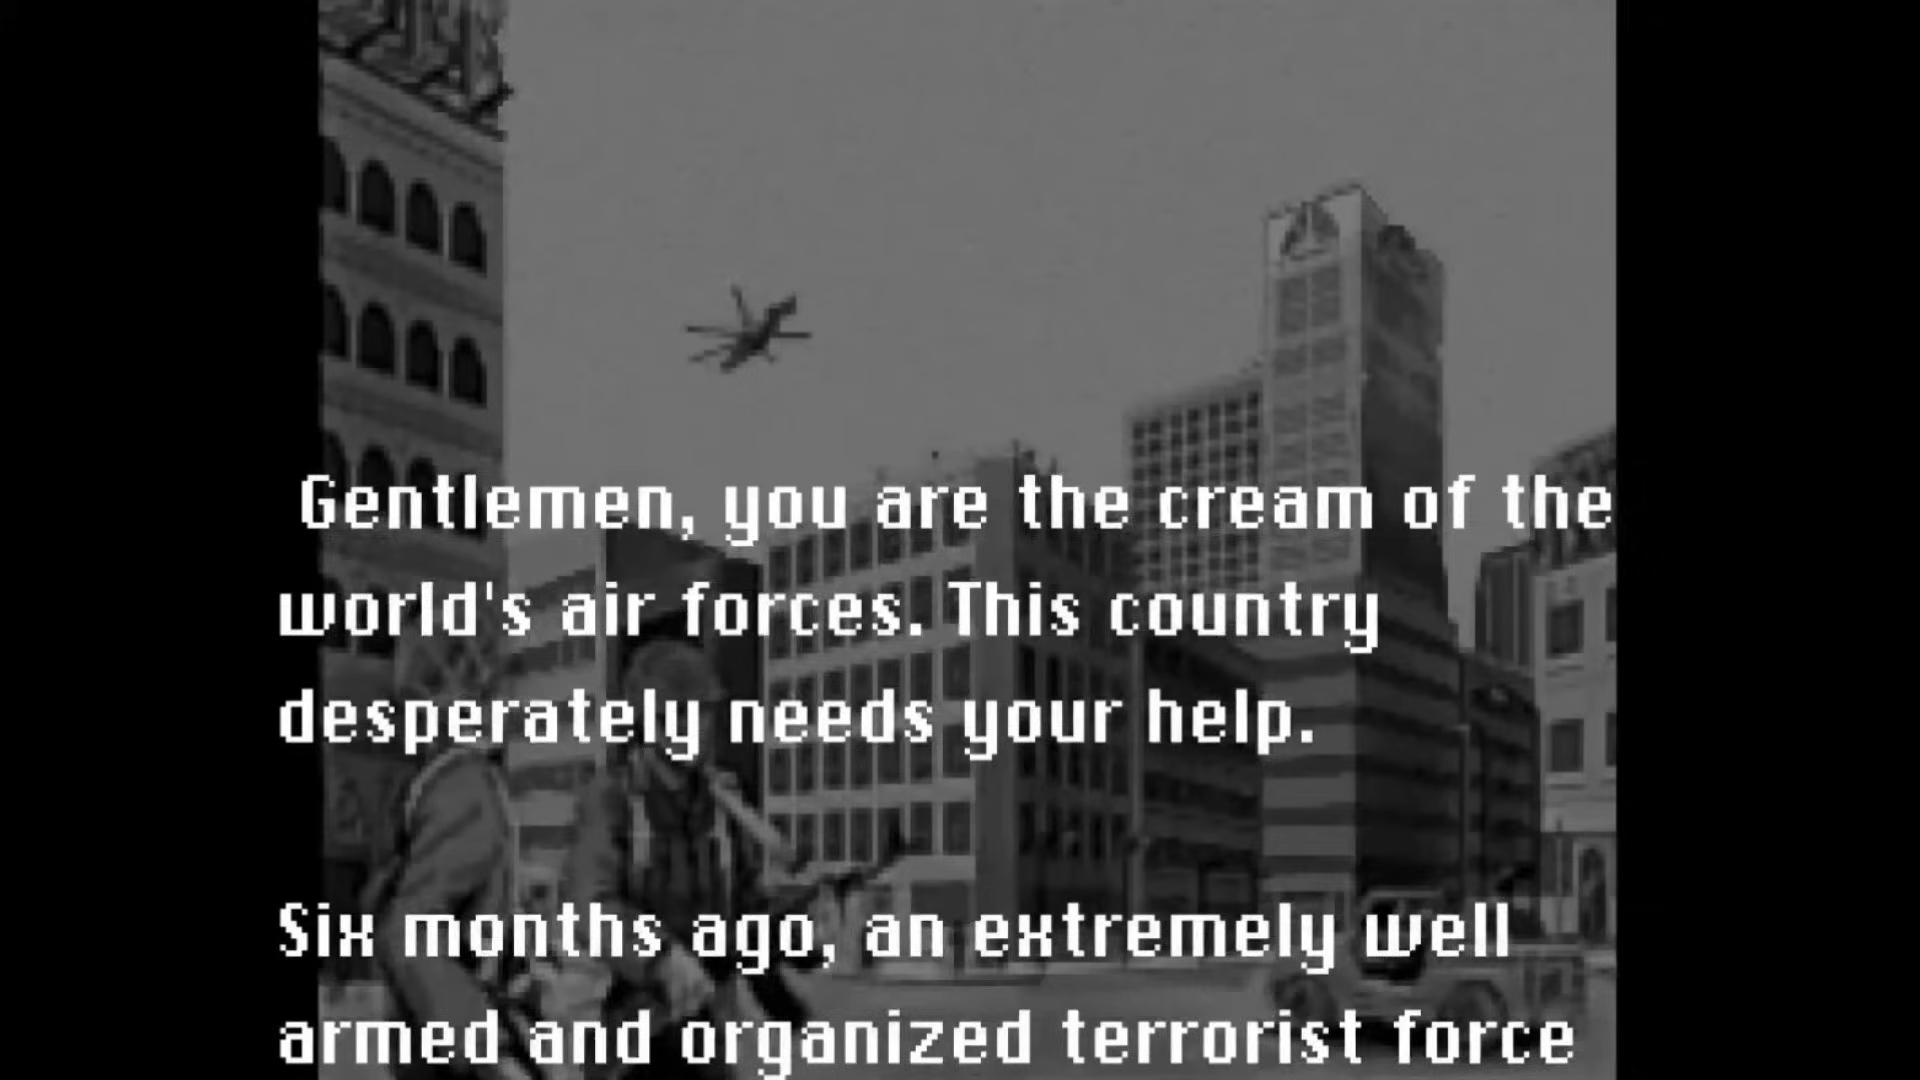 Gentlemen, you are the cream of the
world's air forces. This country
desperately needs your help.
Six months ago, an extremely well
armed and organized terrorist force